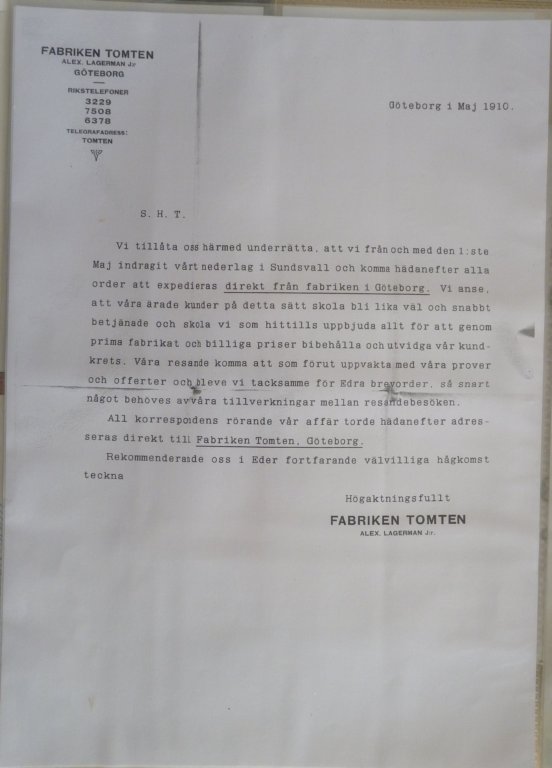 FABRIKEN TOMTEN
ALEX. LAGERMAN J:r
GÖTEBORG
RIKSTELEFONER
3229
7508
6378
TELEGRAFADRESS:
TOMTEN
Göteborg i Maj 1910.
S. H. T.
Vi tillåta oss härmed underrätta, att vi från och med den 1:ste
Maj indragit vårt nederlag i Sundsvall och komma hädanefter alla
order att expedieras direkt från fabriken i Göteborg. Vi anse,
att våra ärade kunder på detta sätt skola bli lika väl och snabbt
betjänade och skola vi som hittills uppbjuda allt för att genom
prima fabrikat och billiga priser bibehålla och utvidga vår kund-
krets. Våra resande komma att som förut uppvakta med våra prover
och offerter och bleve vi tacksamme för Edra brevorder, så snart
något behöves av våra tillverkningar mellan resandebesöken.
All korrespondens rörande vår affär torde hädanefter adres-
seras direkt till Fabriken Tomten, Göteborg.
Rekommenderande oss i Eder fortfarande välvilliga hågkomst
teckna
Högaktningsfullt
FABRIKEN TOMTEN
ALEX. LAGERMAN J:r.